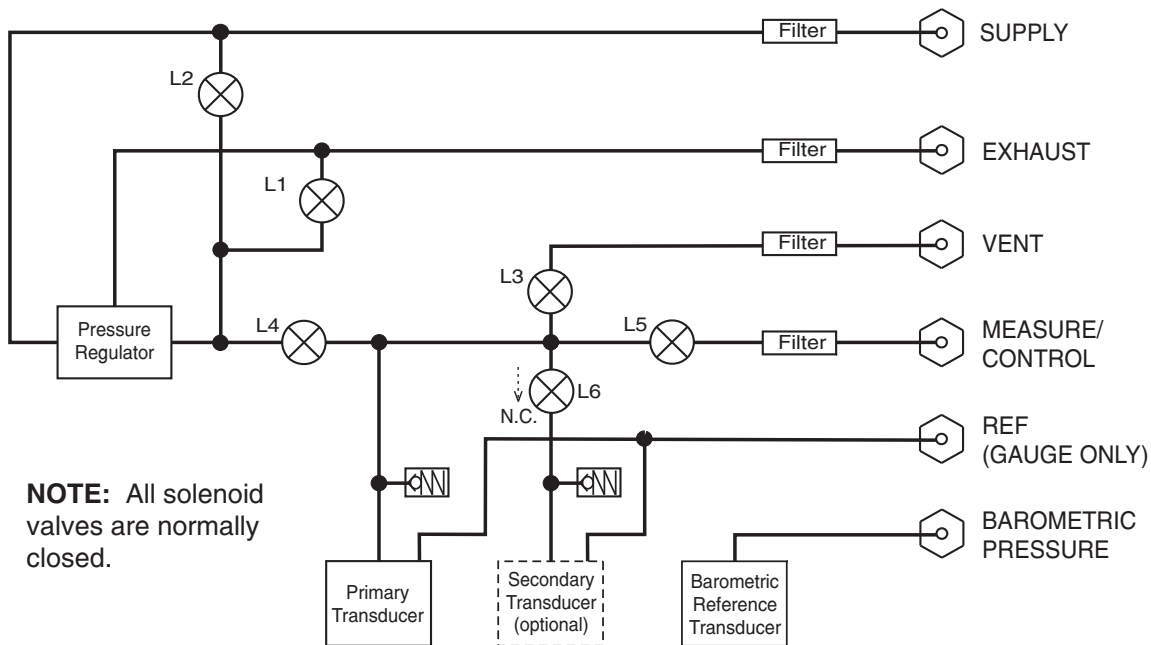 Filter
SUPPLY
L2
Filter
EXHAUST
L1
Filter
VENT
L3
Pressure
Regulator
L4
L5
Filter
MEASURE/
CONTROL
L6
N.C.
REF
(GAUGE ONLY)
NOTE: All solenoid
valves are normally
closed.
BAROMETRIC
PRESSURE
Primary
Transducer
Secondary
Transducer
(optional)
Barometric
Reference
Transducer